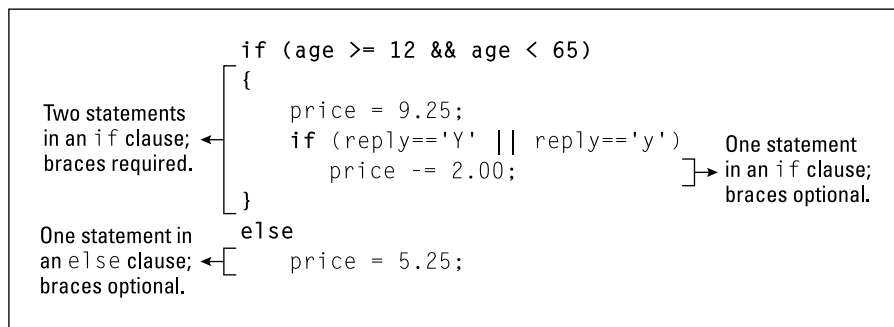 if (age >= 12 && age < 65)
{
price = 9.25;
if (reply=='Y' || reply=='y')
price -= 2.00;
}
else
price = 5.25;
Two statements
in an if clause;
braces required.
One statement
in an if clause;
braces optional.
One statement in
an else clause;
braces optional.